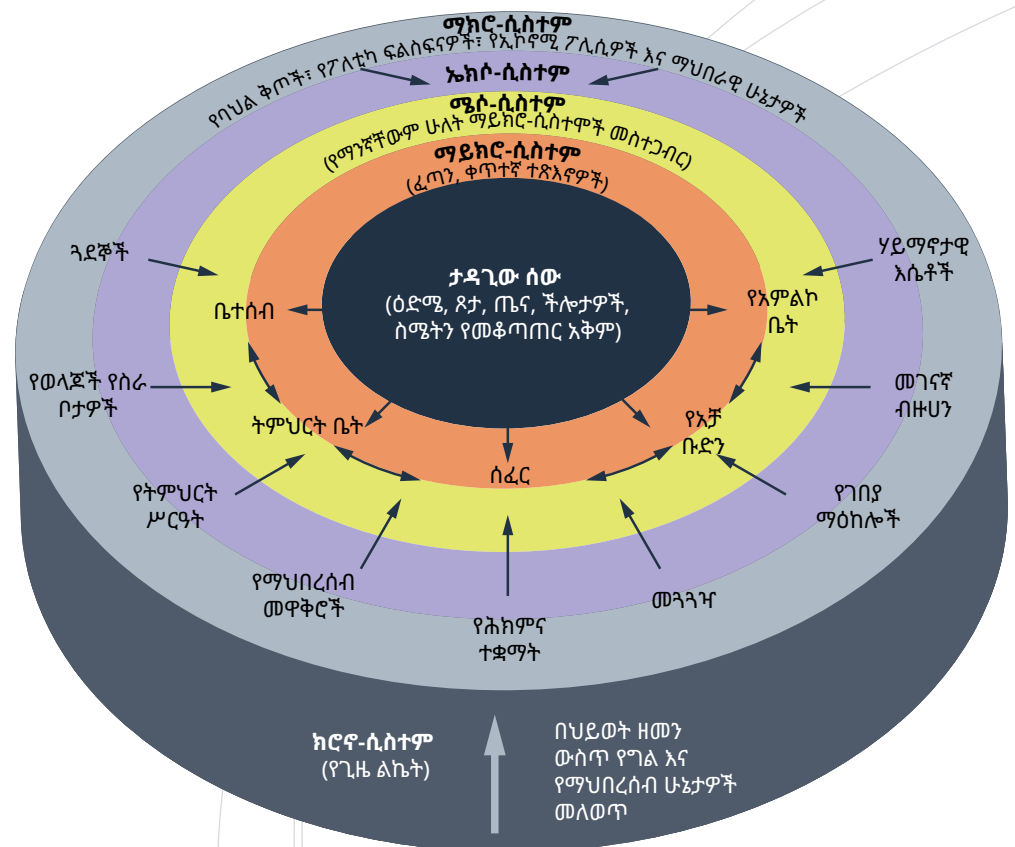 ማክሮ-ሲስተም
የባህል ቅጦች፣ የፖለቲካ ፍልስፍናዎች፣ የኢኮኖሚ ፖሊሲዎች እና ማህበራዊ ሁኔታዎች
ኤክሶ-ሲስተም
ሜሶ-ሲስተም
(የማንኛቸውም ሁለት ማይክሮ-ሲስተሞች መስተጋብር)
ማይክሮ-ሲስተም
(ፈጣን, ቀጥተኛ ተጽእኖዎች)
ታዳጊው ሰው
(ዕድሜ, ጾታ, ጤና, ችሎታዎች,
ስሜትን የመቆጣጠር አቅም)
ጓደኞች
ሃይማኖታዊ
እሴቶች
ቤተሰብ
የአምልኮ
ቤት
የወላጆች የስራ
ቦታዎች
መገናኛ
ብዙሀን
ትምህርት ቤት
የአቻ
ቡድን
ሰፈር
የትምህርት
ሥርዓት
የገበያ
ማዕከሎች
የማህበረሰብ
መዋቅሮች
መጓጓዣ
የሕክምና
ተቋማት
ክሮኖ-ሲስተም
(የጊዜ ልኬት)
በህይወት ዘመን
ውስጥ የግል እና
የማህበረሰብ ሁኔታዎች
መለወጥ